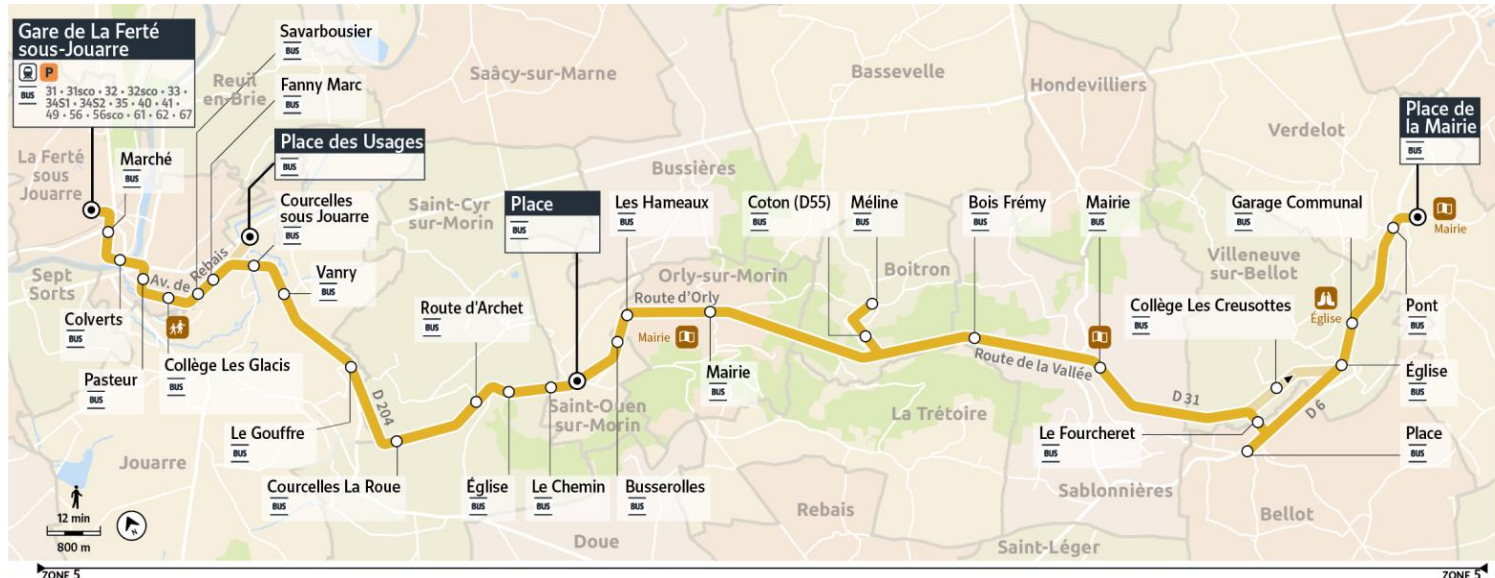 Gare de La Ferté
sous-Jouarre
P
BUS
31 • 31sco • 32 • 32sco • 33 •
34S1 • 34S2 • 35 • 40 • 41 •
49 • 56 • 56sco • 61 • 62 • 67
Savarbousier
BUS
Fanny Marc
BUS
Place des Usages
BUS
Marché
BUS
Courcelles
sous Jouarre
BUS
Vanry
BUS
Colverts
BUS
Pasteur
BUS
Collège Les Glacis
BUS
Le Gouffre
BUS
Courcelles La Roue
BUS
Route d'Archet
BUS
Église
BUS
Le Chemin
BUS
Place
BUS
Busserolles
BUS
Les Hameaux
BUS
Mairie
Mairie
BUS
Coton (D55)
BUS
Méline
BUS
Bois Frémy
BUS
Mairie
BUS
Le Fourcheret
BUS
Collège Les Creusottes
BUS
Garage Communal
BUS
Église
Place de
la Mairie
BUS
Mairie
Pont
BUS
Église
BUS
Place
BUS
La Ferté
sous
Jouarre
Reuil
en-Brie
Saâcy-sur-Marne
Sept
Sorts
Jouarre
Saint-Cyr
sur-Morin
Bussières
Bassevelle
Hondevilliers
Verdelot
Orly-sur-Morin
Boitron
Villeneuve
sur-Bellot
Saint-Ouen
sur-Morin
La Trétoire
Doue
Rebais
Sablonnières
Saint-Léger
Bellot
Av. de Rebais
D 204
Route d'Orly
Route de la Vallée
D 31
D 6
12 min
800 m
ZONE 5
ZONE 5